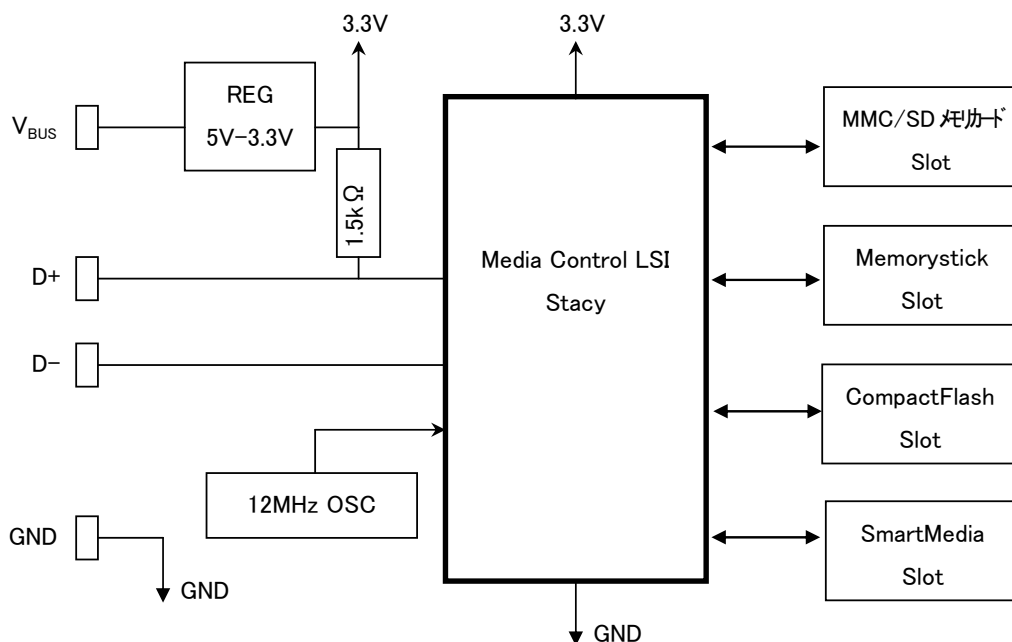 3.3V
3.3V
REG
5V-3.3V
VBUS
1.5kΩ
MMC/SD メモリカード
Slot
D+
Media Control LSI
Stacy
Memorystick
Slot
D-
CompactFlash
Slot
12MHz OSC
GND
GND
SmartMedia
Slot
GND